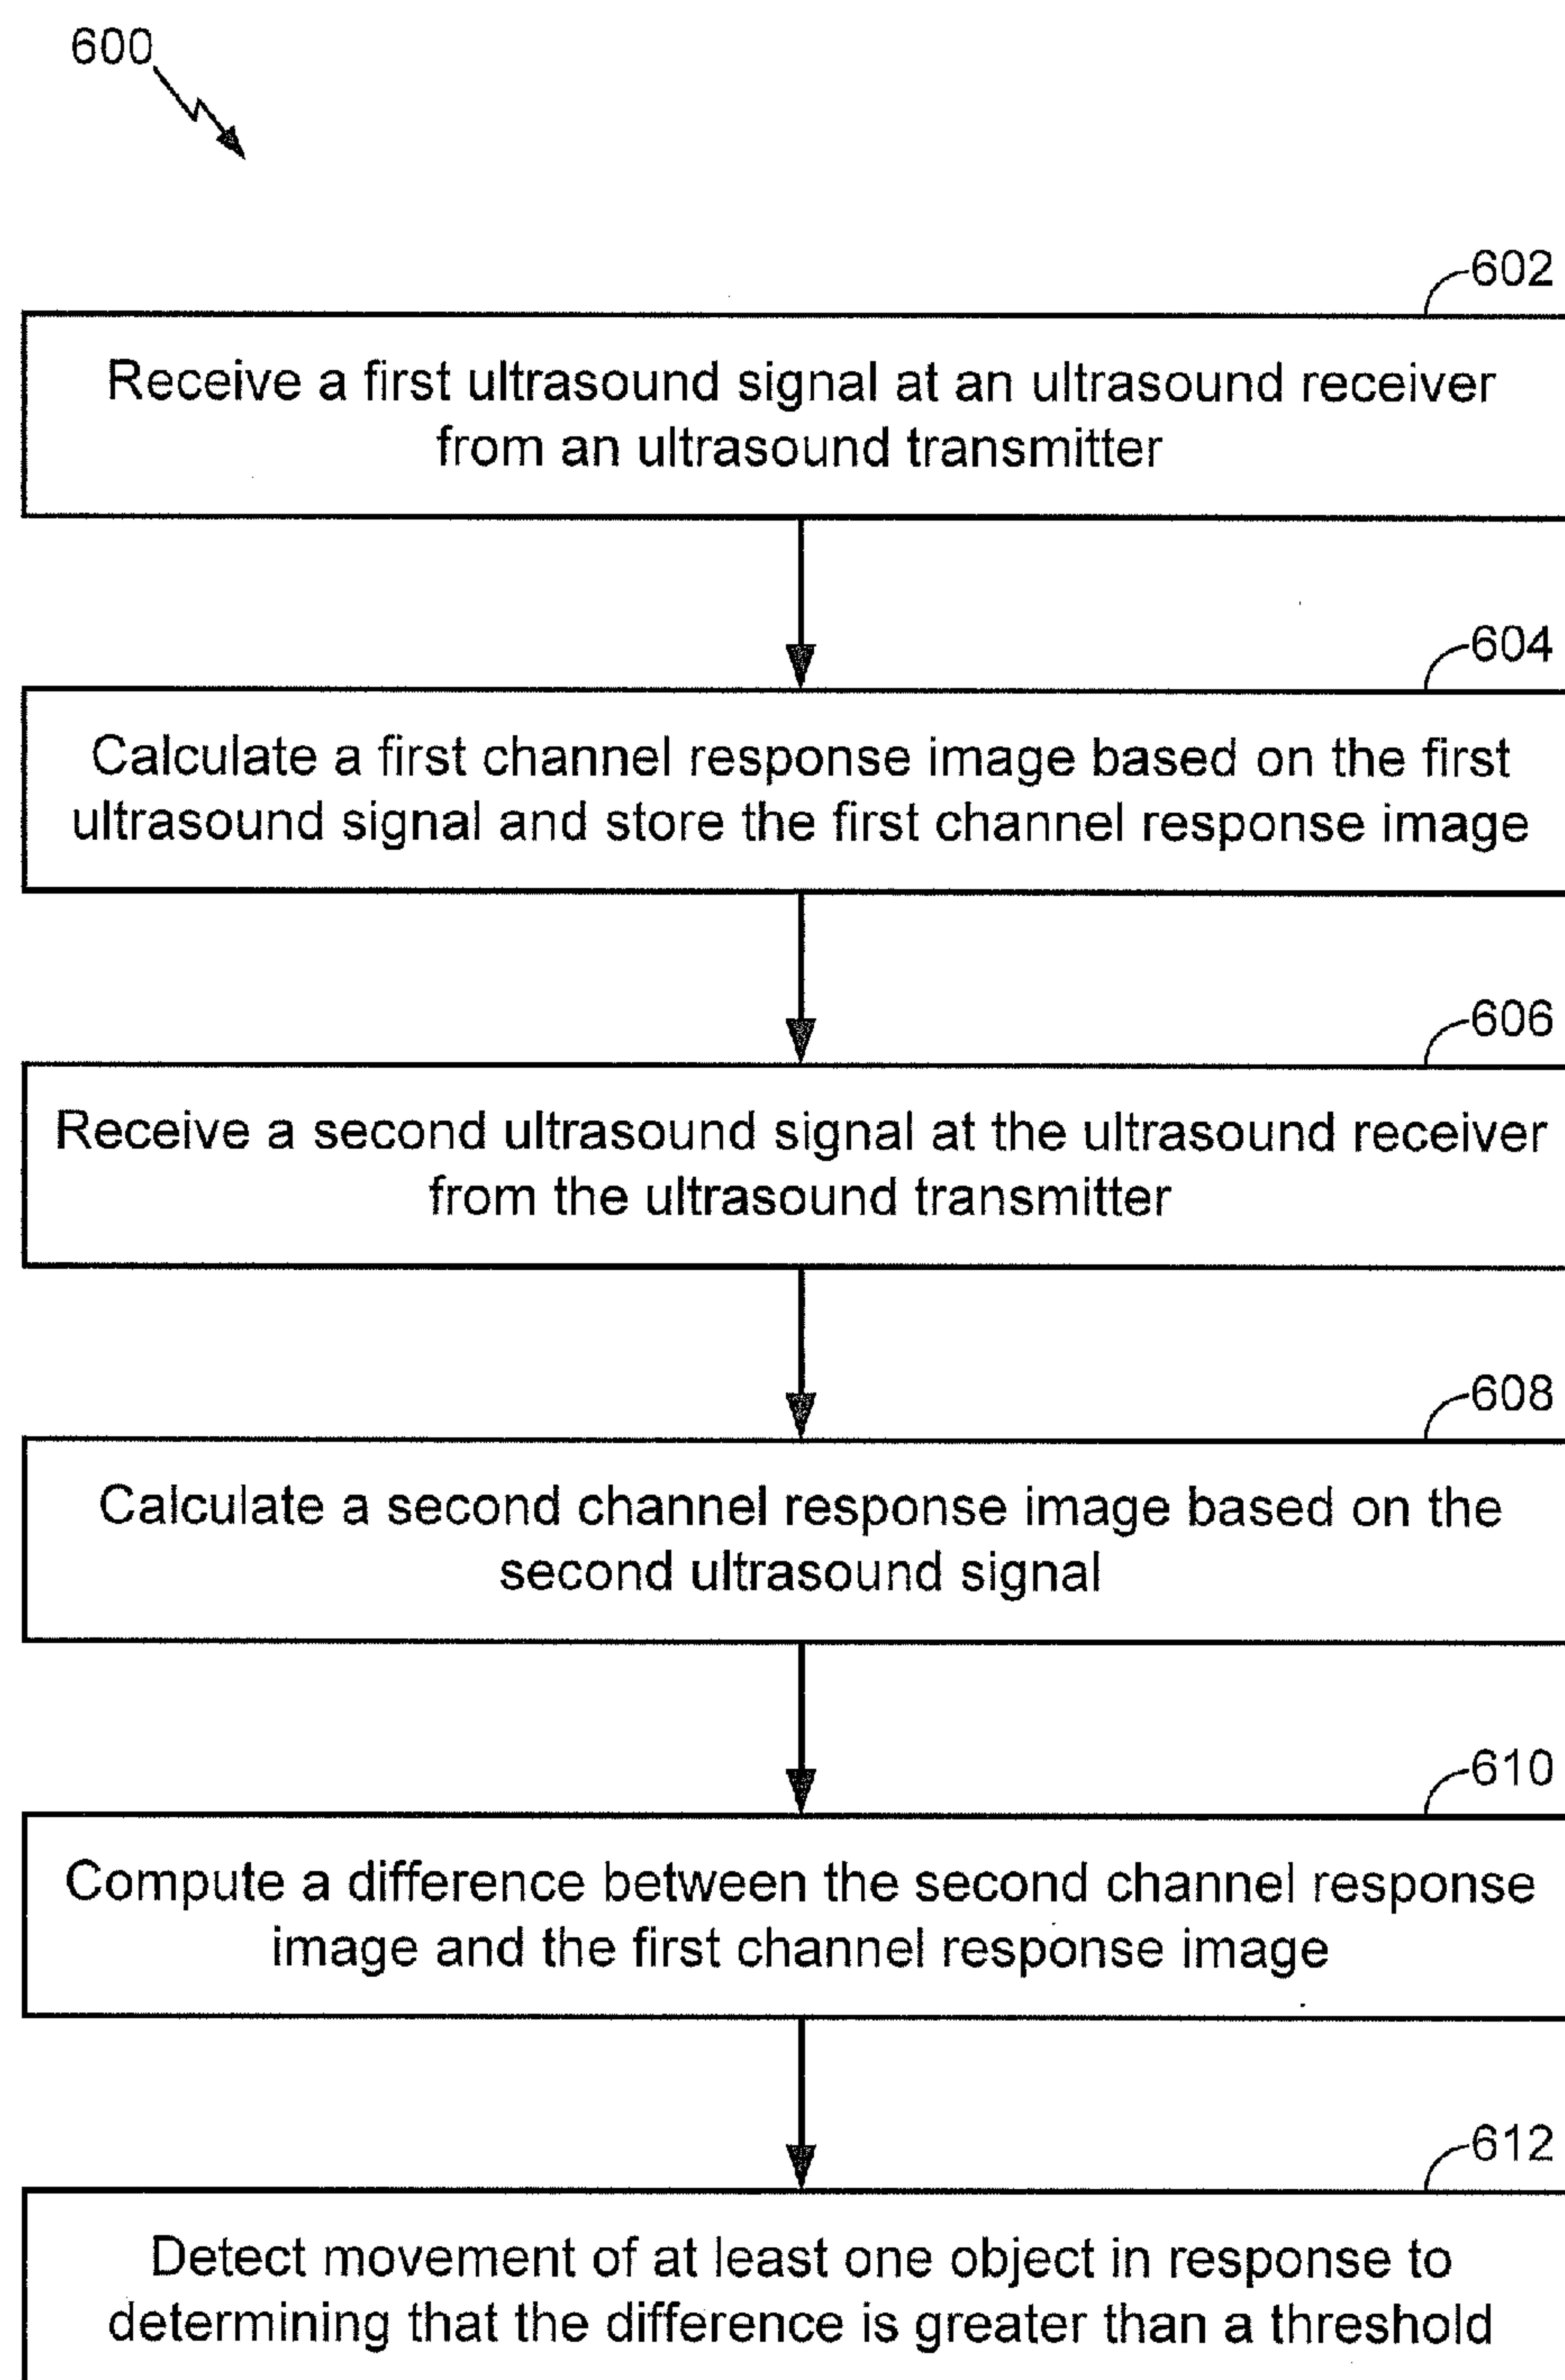 600
602
Receive a first ultrasound signal at an ultrasound receiver
from an ultrasound transmitter
604
Calculate a first channel response image based on the first
ultrasound signal and store the first channel response image
606
Receive a second ultrasound signal at the ultrasound receiver
from the ultrasound transmitter
608
Calculate a second channel response image based on the
second ultrasound signal
610
Compute a difference between the second channel response
image and the first channel response image
612
Detect movement of at least one object in response to
determining that the difference is greater than a threshold